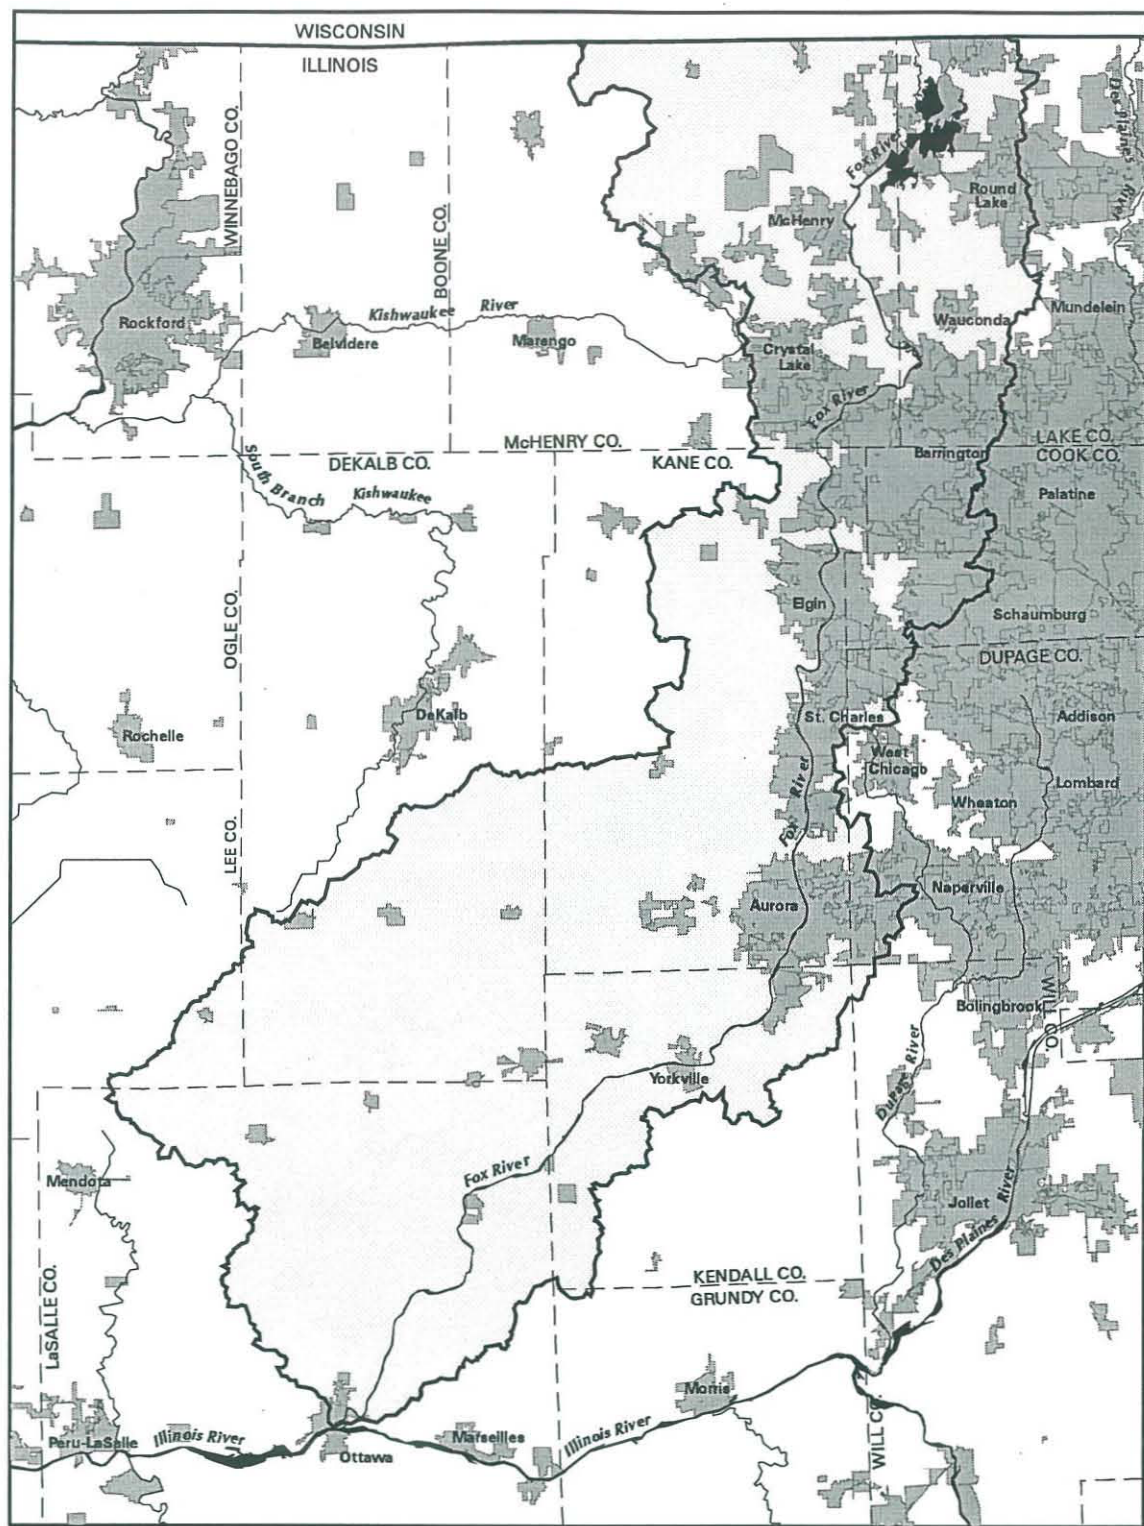 WISCONSIN
ILLINOIS
WINNEBAGO CO.
BOONE CO.
Des Plaines River
Fox River
Round
Lake
McHenry
Rockford
Kishwaukee River
Belvidere
Marengo
Mundelein
Wauconda
Crystal
Lake
Fox River
McHENRY CO.
LAKE CO.
COOK CO.
DEKALB CO.
KANE CO.
Barrington
South Branch Kishwaukee
Palatine
OGLE CO.
Elgin
Schaumburg
DUPAGE CO.
Rochelle
DeKalb
St. Charles
Addison
West
Chicago
Fox River
Lombard
Wheaton
LEE CO.
Naperville
Aurora
WILL CO.
Bolingbrook
DuPage River
Yorkville
Fox River
Mendota
Joliet
Des Plaines River
LaSALLE CO.
KENDALL CO.
GRUNDY CO.
Morris
Peru-LaSalle
Illinois River
Ottawa
Marseilles
Illinois River
WILL CO.